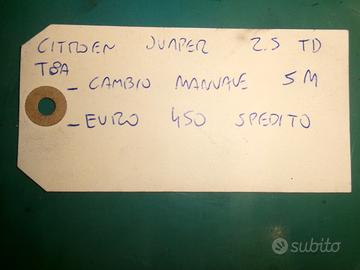 CITROEN JUMPER 2.5 TD
T8A
- CAMBIO MANUALE 5M
- EURO 450 SPEDITO
subito